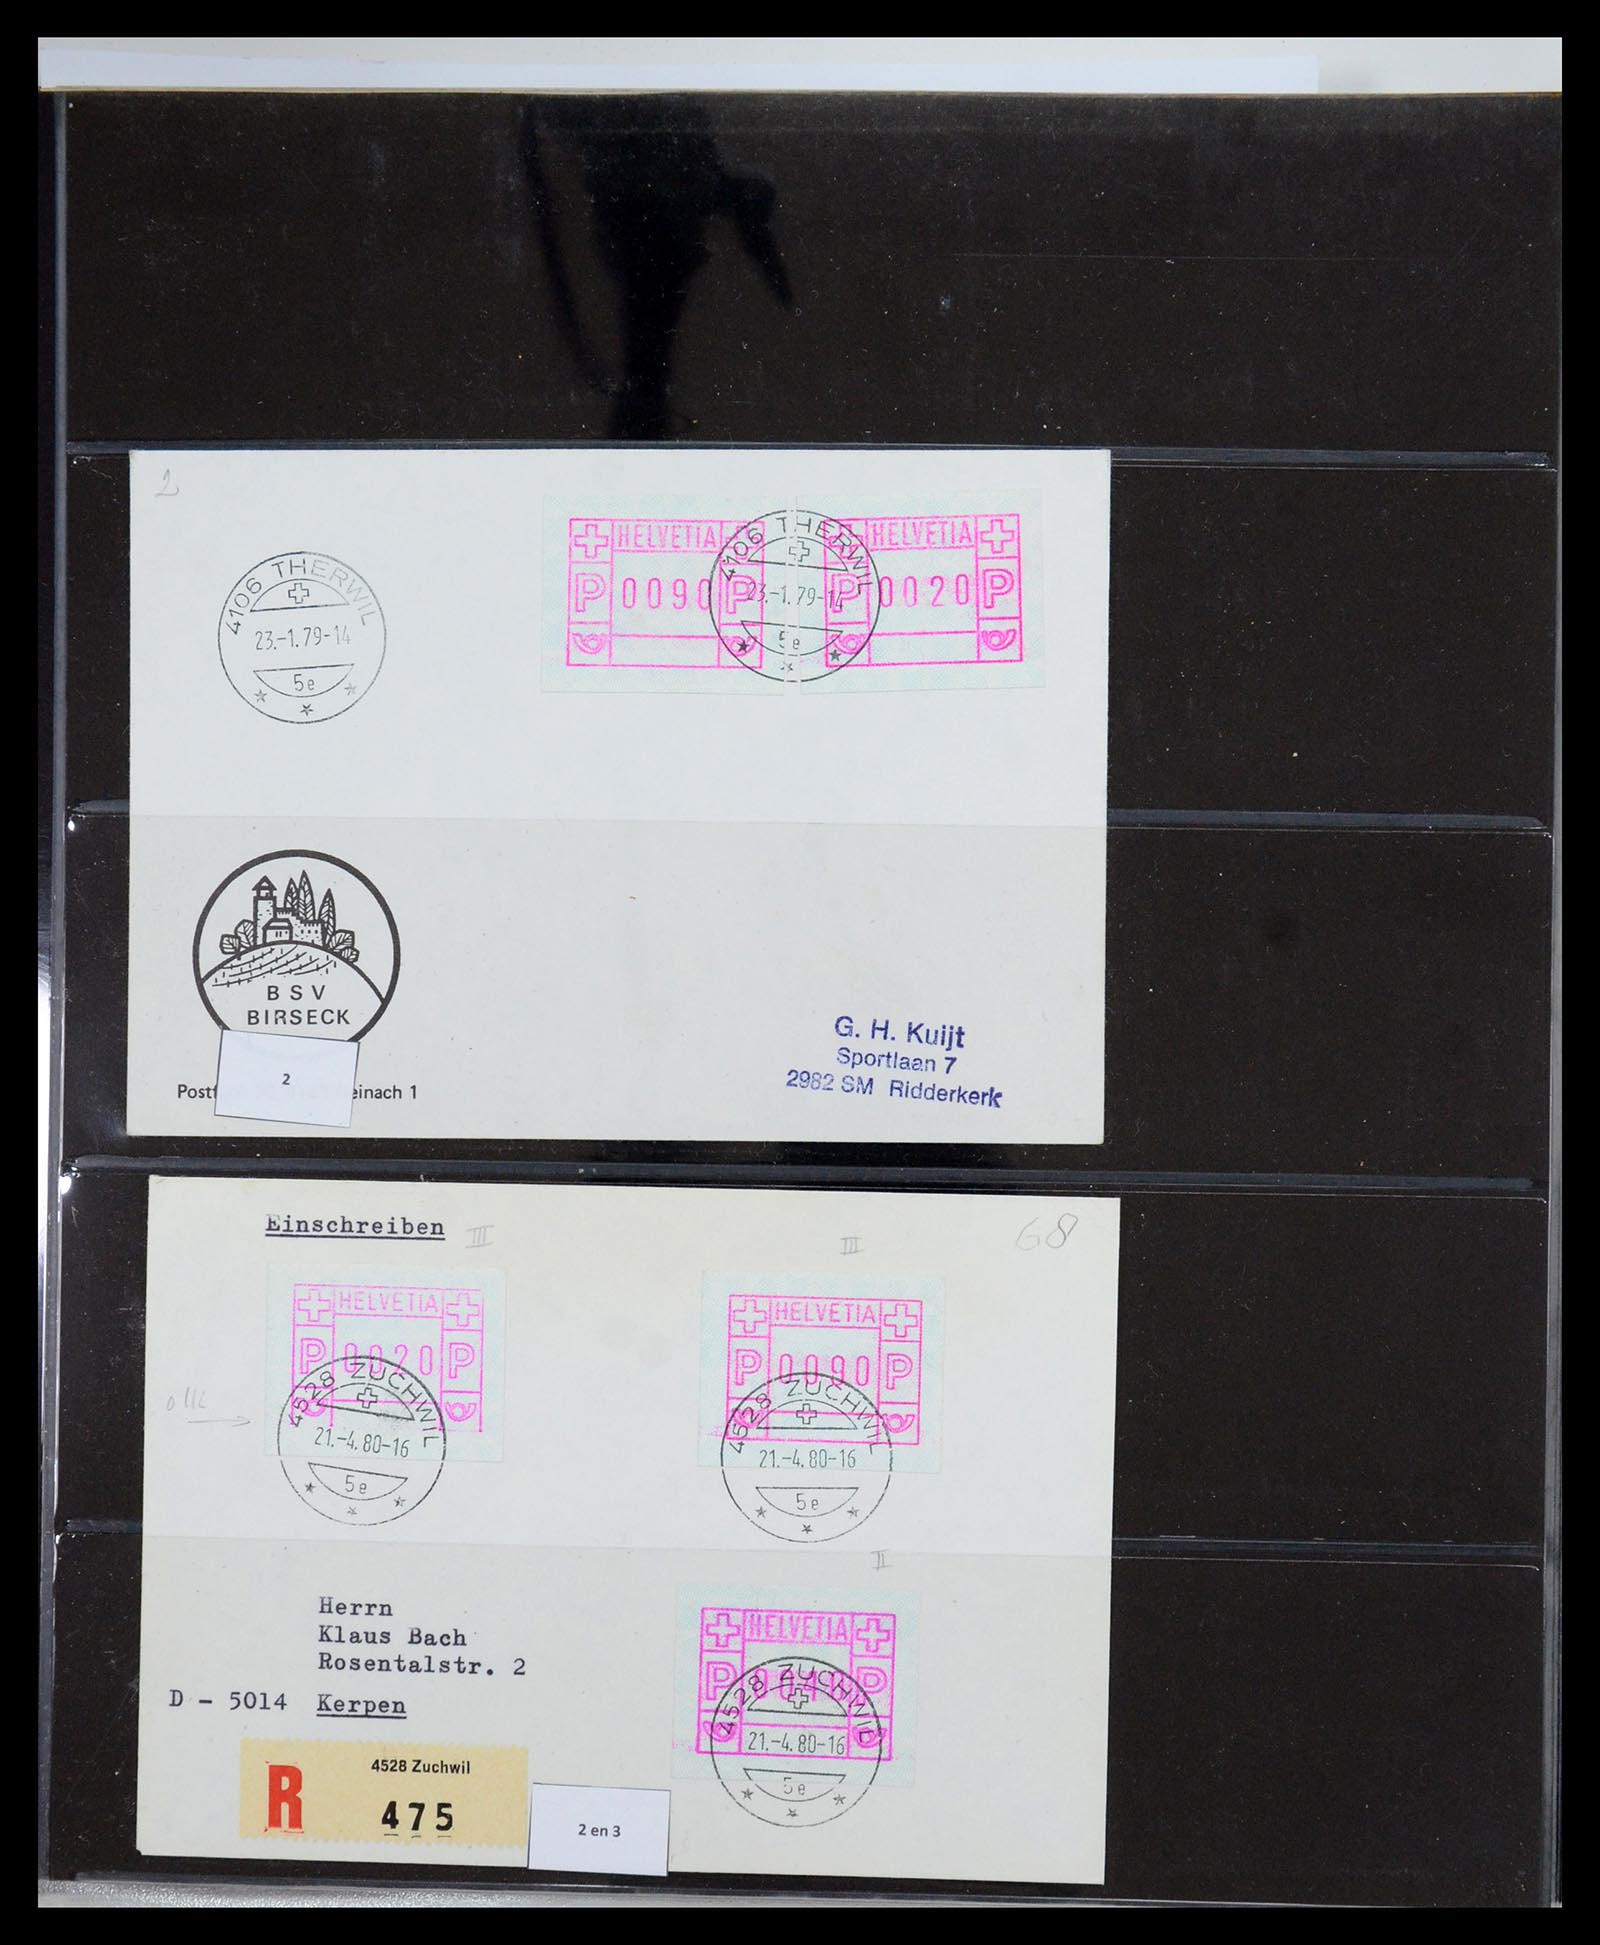 2
4106 THERWIL
23.-1.79-14
5e
HELVETIA
P 0090 P
HELVETIA
P 0020 P
4106 THERWIL
23.-1.79-14
5e
BSV
BIRSECK
einach 1
2
G. H. Kuijt
Sportlaan 7
2982 SM Ridderkerk
Einschreiben
III
III
68
HELVETIA
P 0020 P
4528 ZUCHWIL
21.-4.80-16
5e
HELVETIA
P 0090 P
4528 ZUCHWIL
21.-4.80-16
5e
II
HELVETIA
P P
4528 ZUCHWIL
21.-4.80-16
5e
Herrn
Klaus Bach
Rosentalstr. 2
D - 5014 Kerpen
R
4528 Zuchwil
475
2 en 3